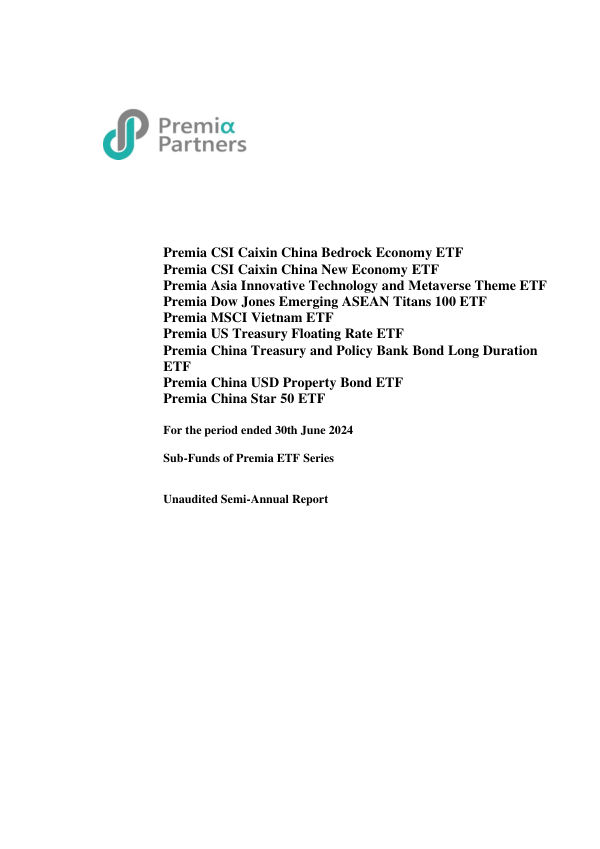 Premiα
Partners
Premia CSI Caixin China Bedrock Economy ETF
Premia CSI Caixin China New Economy ETF
Premia Asia Innovative Technology and Metaverse Theme ETF
Premia Dow Jones Emerging ASEAN Titans 100 ETF
Premia MSCI Vietnam ETF
Premia US Treasury Floating Rate ETF
Premia China Treasury and Policy Bank Bond Long Duration
ETF
Premia China USD Property Bond ETF
Premia China Star 50 ETF
For the period ended 30th June 2024
Sub-Funds of Premia ETF Series
Unaudited Semi-Annual Report